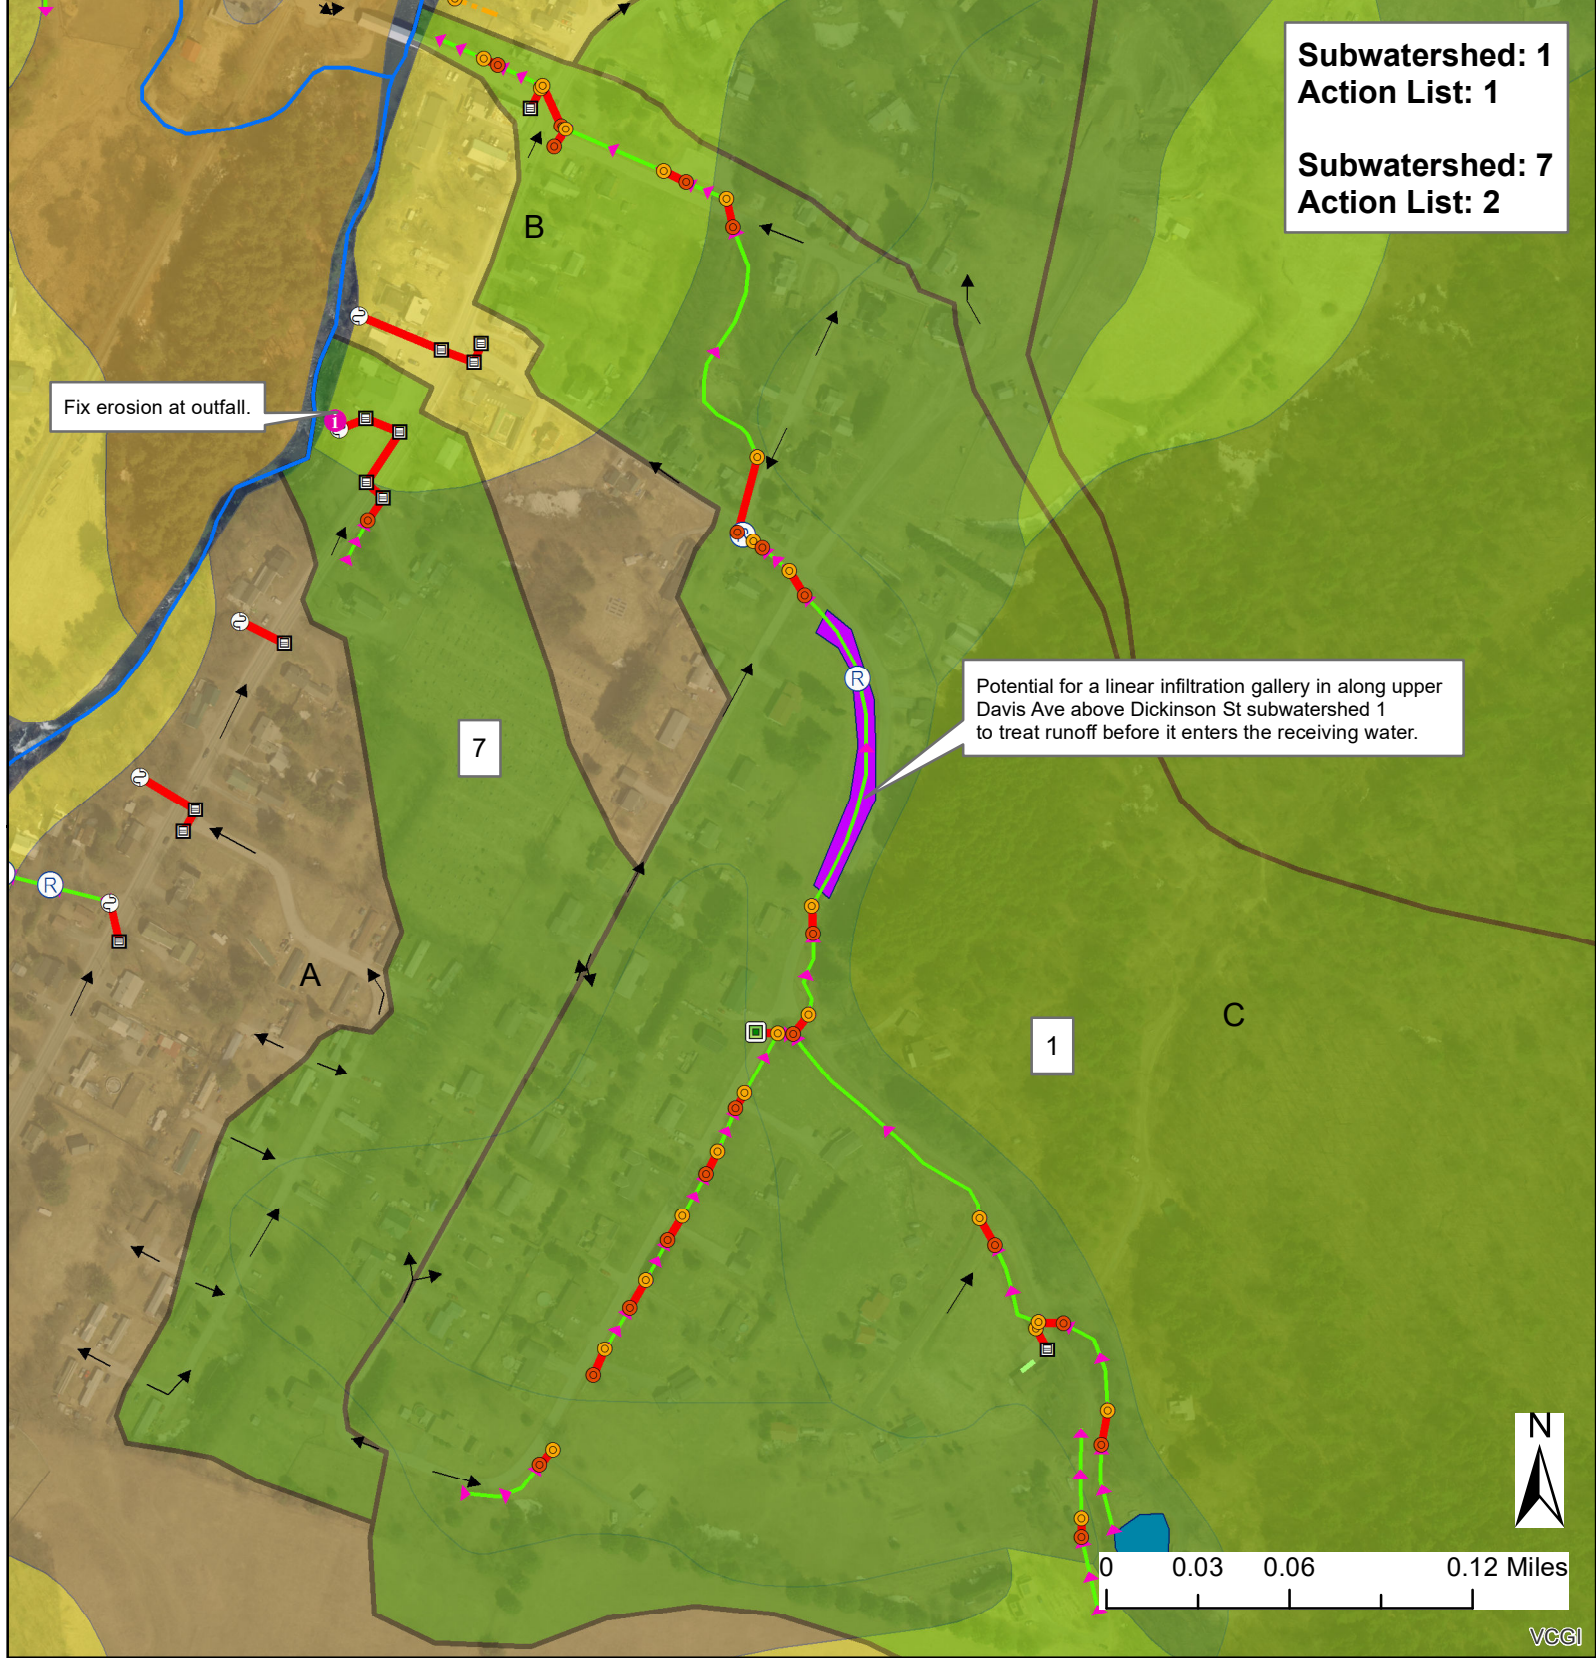 Subwatershed: 1
Action List: 1
Subwatershed: 7
Action List: 2
B
Fix erosion at outfall.
i
R
Potential for a linear infiltration gallery in along upper
Davis Ave above Dickinson St subwatershed 1
to treat runoff before it enters the receiving water.
7
R
A
C
1
N
0 0.03 0.06 0.12 Miles
VCGI